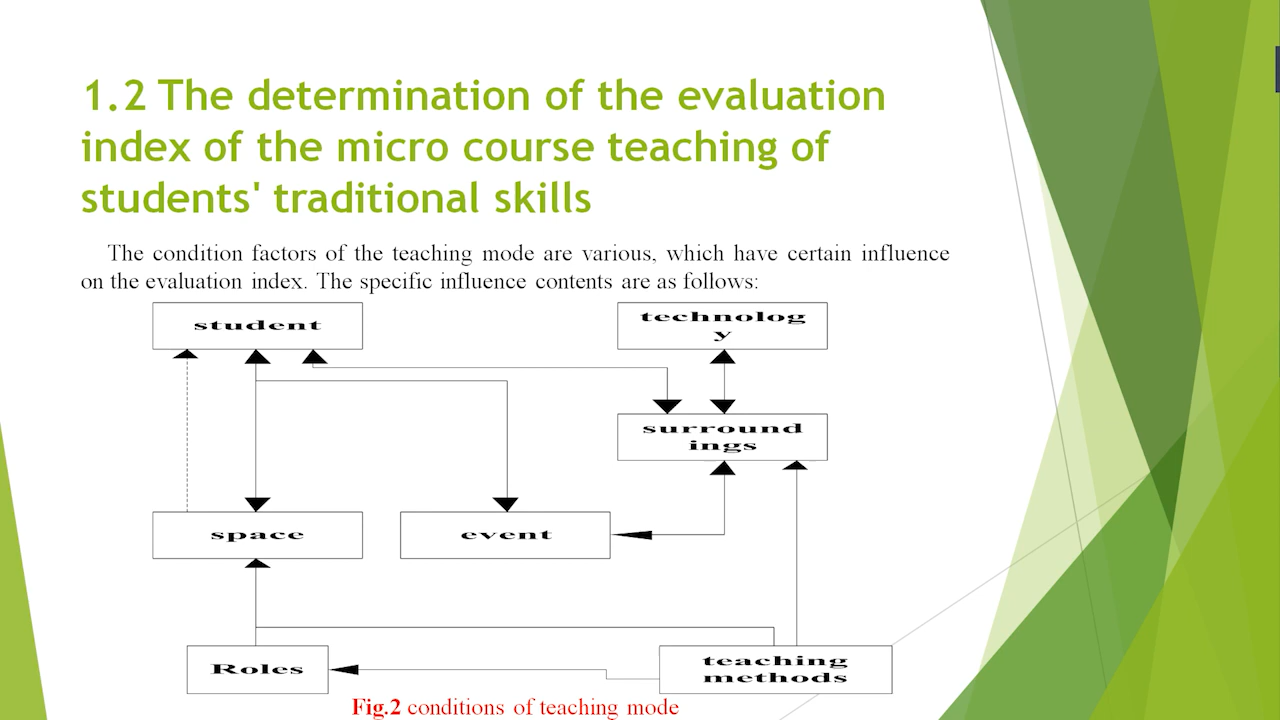 1.2 The determination of the evaluation
index of the micro course teaching of
students' traditional skills
The condition factors of the teaching mode are various, which have certain influence
on the evaluation index. The specific influence contents are as follows:
student
technolog
y
surround
ings
space
event
Roles
teaching
methods
Fig.2 conditions of teaching mode